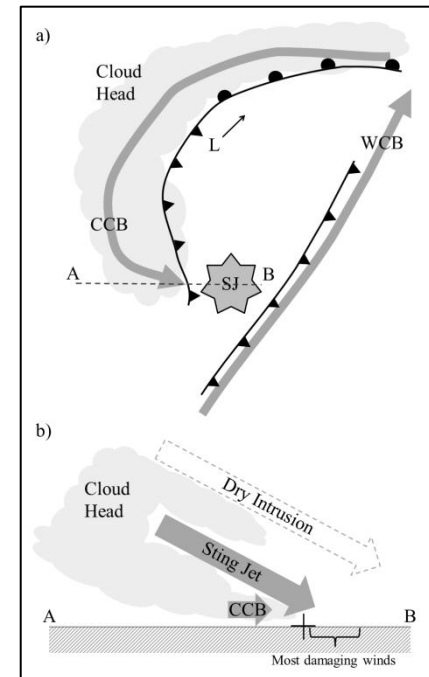 a)
Cloud
Head
L
WCB
CCB
A
B
SJ
b)
Cloud
Head
Dry Intrusion
Sting Jet
CCB
A
B
Most damaging winds